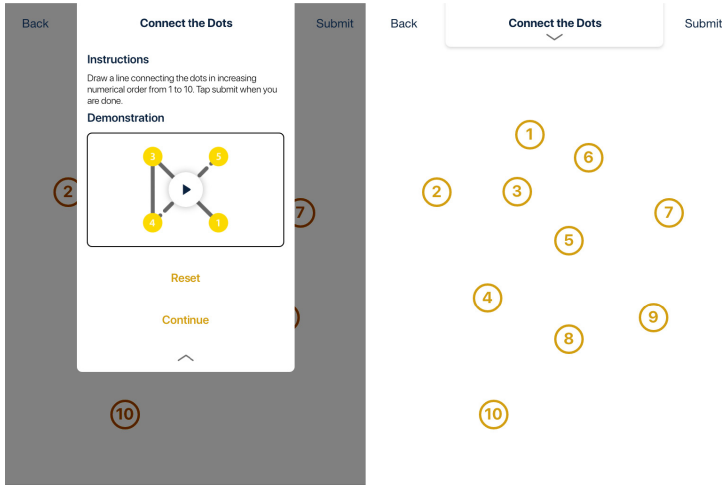 Back Connect the Dots Submit
Instructions
Draw a line connecting the dots in increasing
numerical order from 1 to 10. Tap submit when you
are done.
Demonstration
3 5
4 1
2
7
Reset
Continue
10
Back Connect the Dots Submit
1
6
2 3
7
5
4
9
8
10